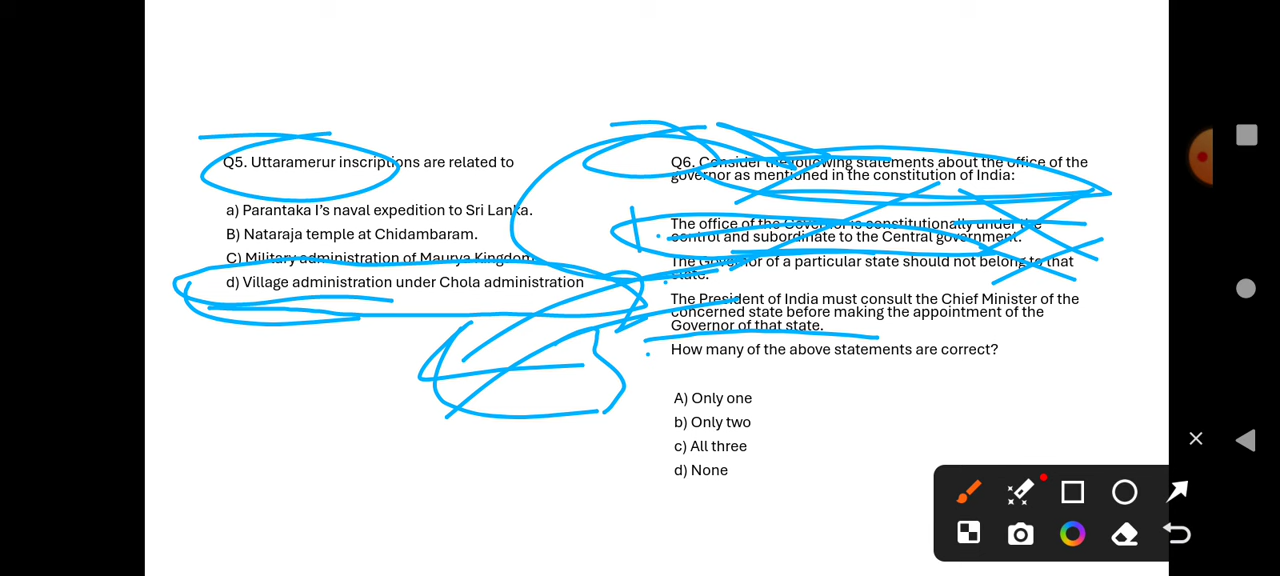 Q5. Uttaramerur inscriptions are related to
a) Parantaka I's naval expedition to Sri Lanka.
B) Nataraja temple at Chidambaram.
C) Military administration of Maurya Kingdom
d) Village administration under Chola administration
Q6. Consider the following statements about the office of the
governor as mentioned in the constitution of India:
The office of the Governor is constitutionally under the
control and subordinate to the Central government.
The Governor of a particular state should not belong to that
state.
The President of India must consult the Chief Minister of the
concerned state before making the appointment of the
Governor of that state.
How many of the above statements are correct?
A) Only one
b) Only two
c) All three
d) None